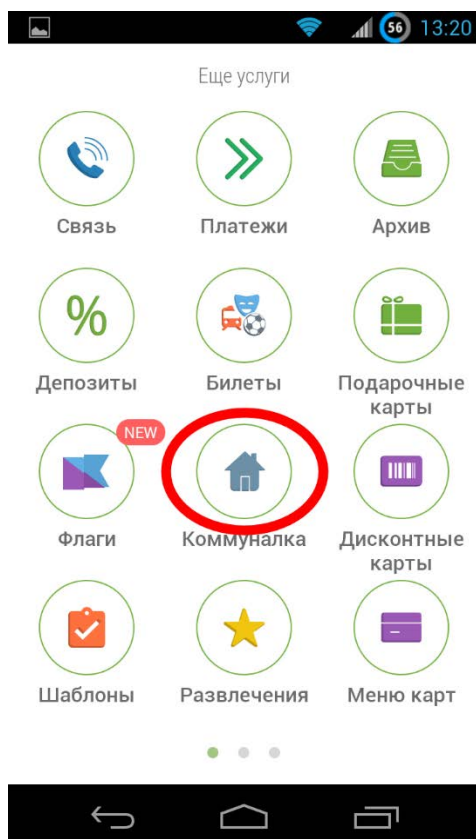 56 13:20
Еще услуги
Связь Платежи Архив
% 
Депозиты Билеты Подарочные
карты
NEW
Флаги Коммуналка Дисконтные
карты
Шаблоны Развлечения Меню карт